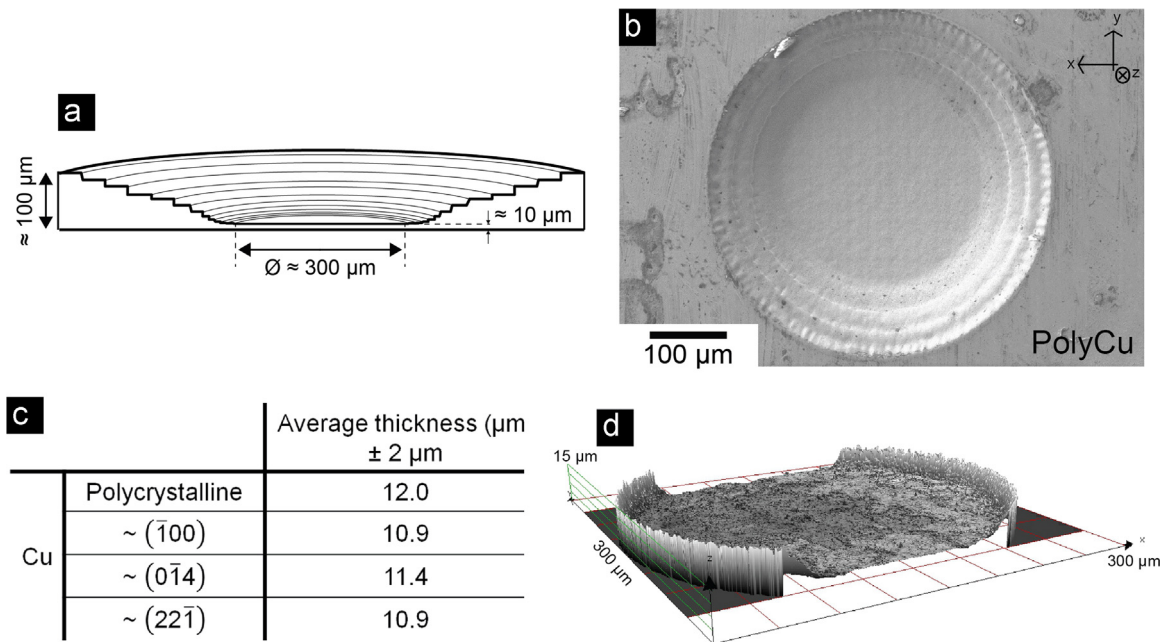 a
≈ 100 µm
≈ 10 µm
Ø ≈ 300 µm
b
y
x
z
100 µm
PolyCu
c
Average thickness (µm
± 2 µm
Polycrystalline 12.0
Cu
~ (1̄00) 10.9
~ (01̄4) 11.4
~ (221̄) 10.9
d
15 µm
300 µm
z
x
300 µm